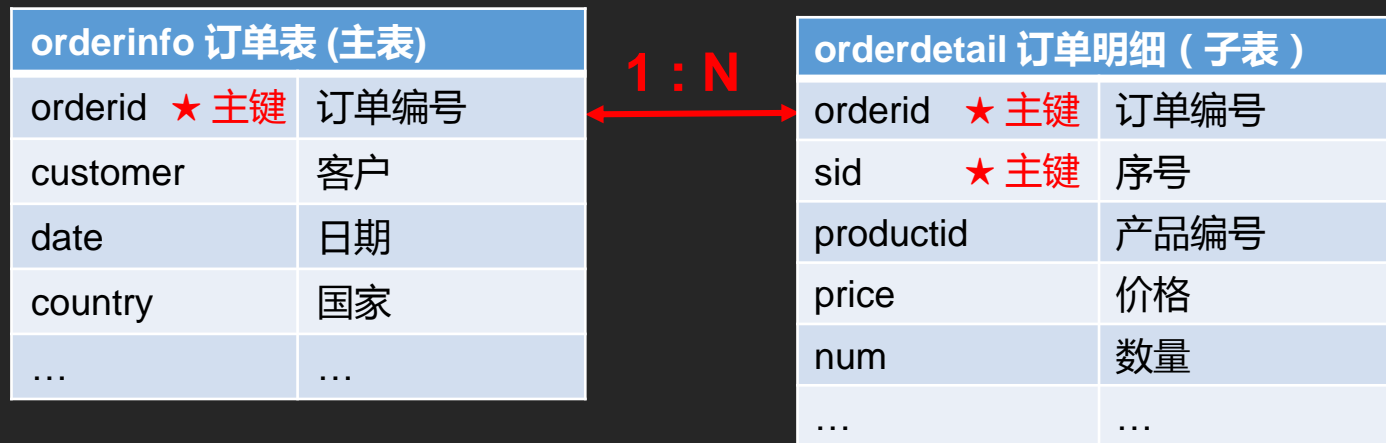 orderinfo 订单表 (主表)
orderid ★ 主键 订单编号
customer 客户
date 日期
country 国家
… …
1：N
orderdetail 订单明细（子表）
orderid ★ 主键 订单编号
sid ★ 主键 序号
productid 产品编号
price 价格
num 数量
… …